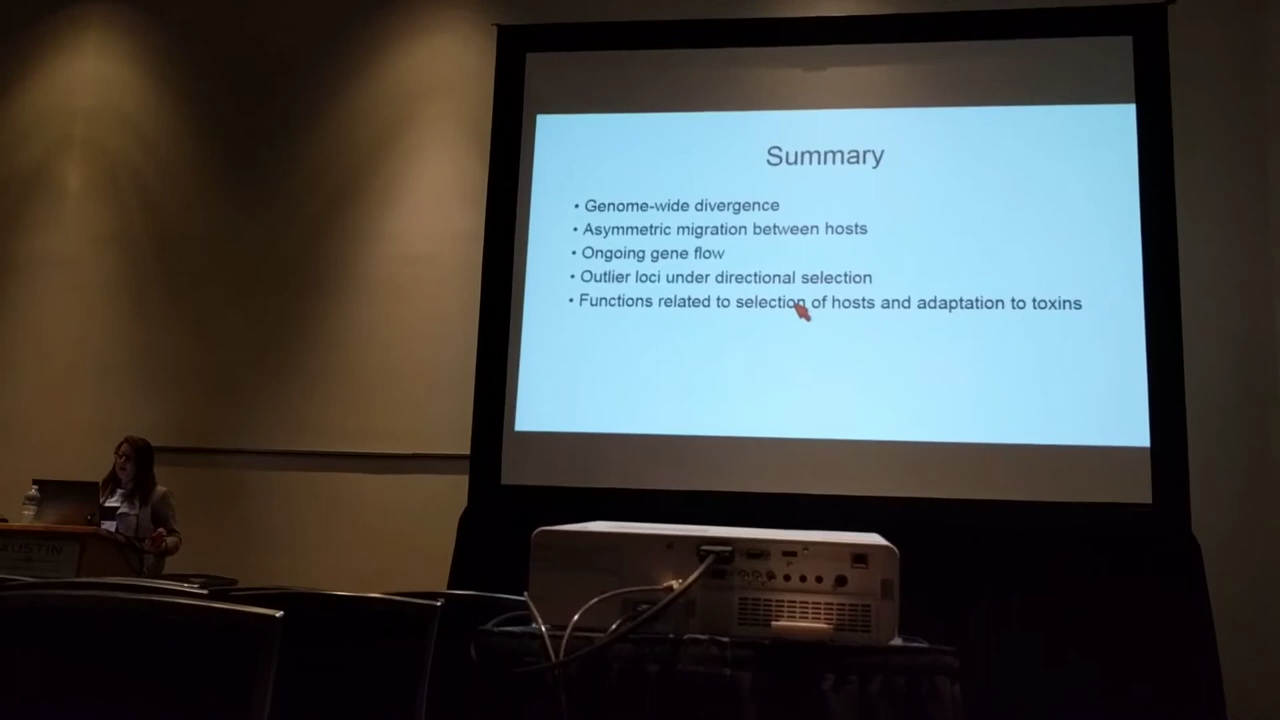 Summary
• Genome-wide divergence
• Asymmetric migration between hosts
• Ongoing gene flow
• Outlier loci under directional selection
• Functions related to selection of hosts and adaptation to toxins
AUSTIN